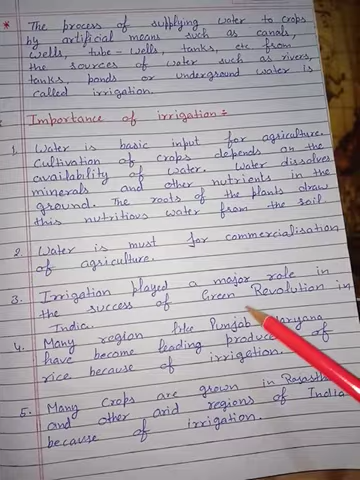 * The process of supplying water to crops
by artificial means such as canals,
wells, tube-wells, tanks, etc from
the sources of water such as rivers,
tanks, ponds or underground water is
called irrigation.
Importance of irrigation:-
1. Water is basic input for agriculture.
Cultivation of crops depends on the
availability of water. Water dissolves
minerals and other nutrients in the
ground. The roots of the plants draw
this nutritious water from the soil
2. Water is must for commercialisation
of agriculture.
3. Irrigation played a major role in
the success of Green Revolution in
India.
4. Many region like Punjab Haryana
have become leading producer of
rice because of irrigation.
5. Many crops are grown in Rajasth
and other arid regions of India
because of irrigation.